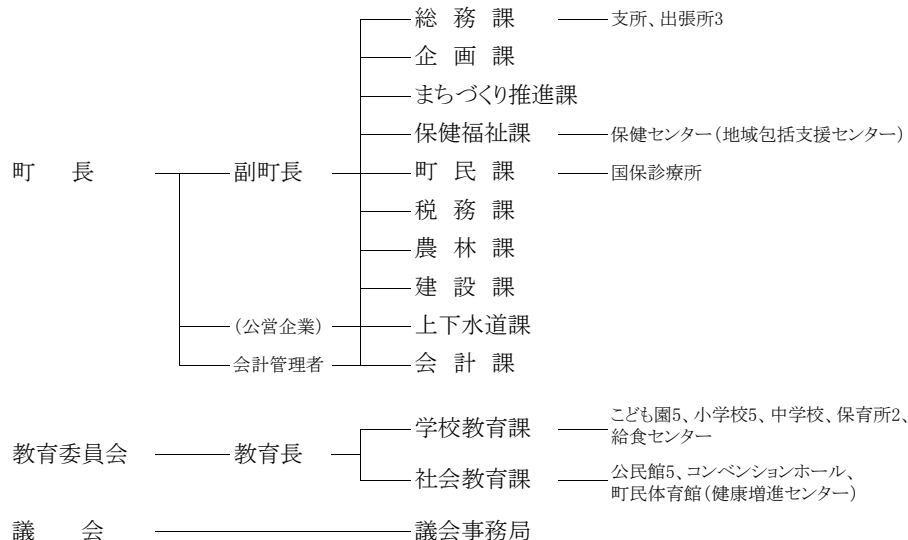 総務課 支所、出張所3
企画課
まちづくり推進課
保健福祉課 保健センター(地域包括支援センター)
町長 副町長 町民課 国保診療所
税務課
農林課
建設課
(公営企業) 上下水道課
会計管理者 会計課
学校教育課 こども園5、小学校5、中学校、保育所2、
給食センター
教育委員会 教育長
社会教育課 公民館5、コンベンションホール、
町民体育館(健康増進センター)
議会 議会事務局